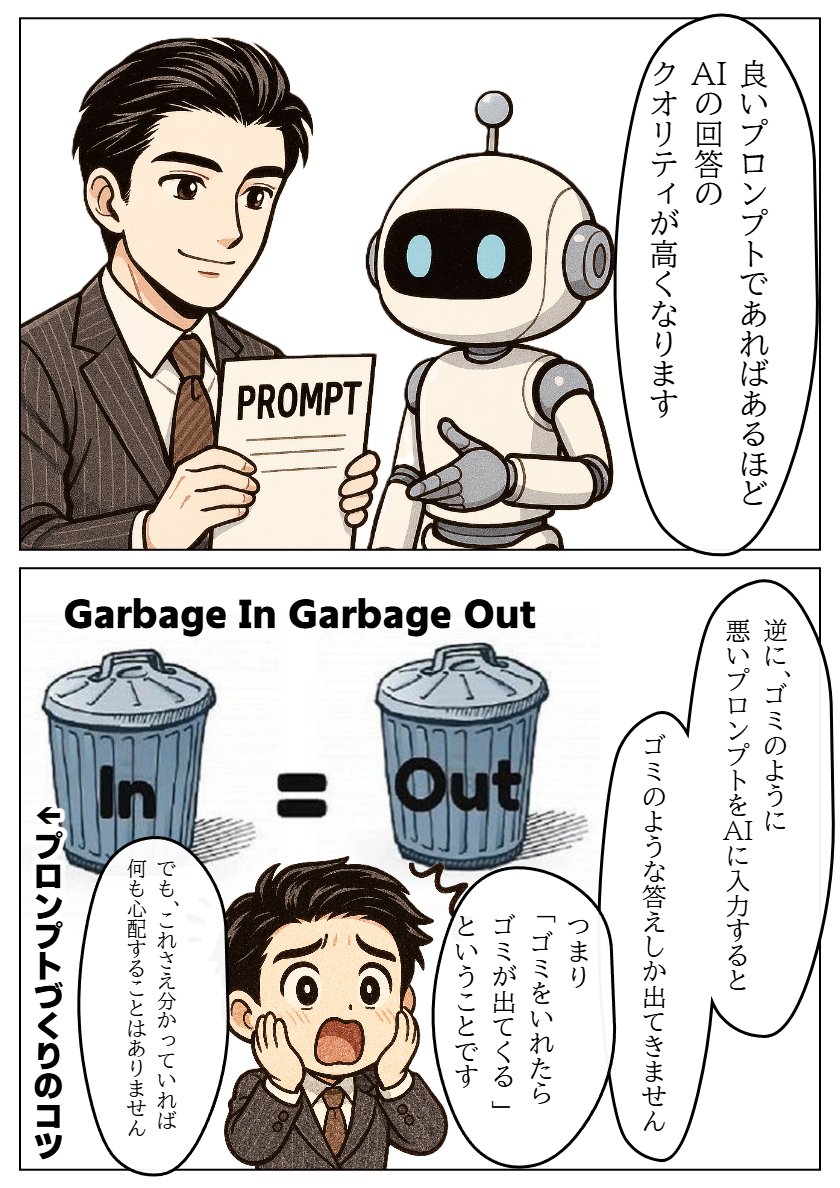 良いプロンプトであればあるほど
AIの回答の
クオリティが高くなります
PROMPT
Garbage In Garbage Out
In
=
Out
逆に、ゴミのように
悪いプロンプトをAIに入力すると
ゴミのような答えしか出てきません
つまり
「ゴミをいれたら
ゴミが出てくる」
ということです
でも、これさえ分かっていれば
何も心配することはありません
←プロンプトづくりのコツ